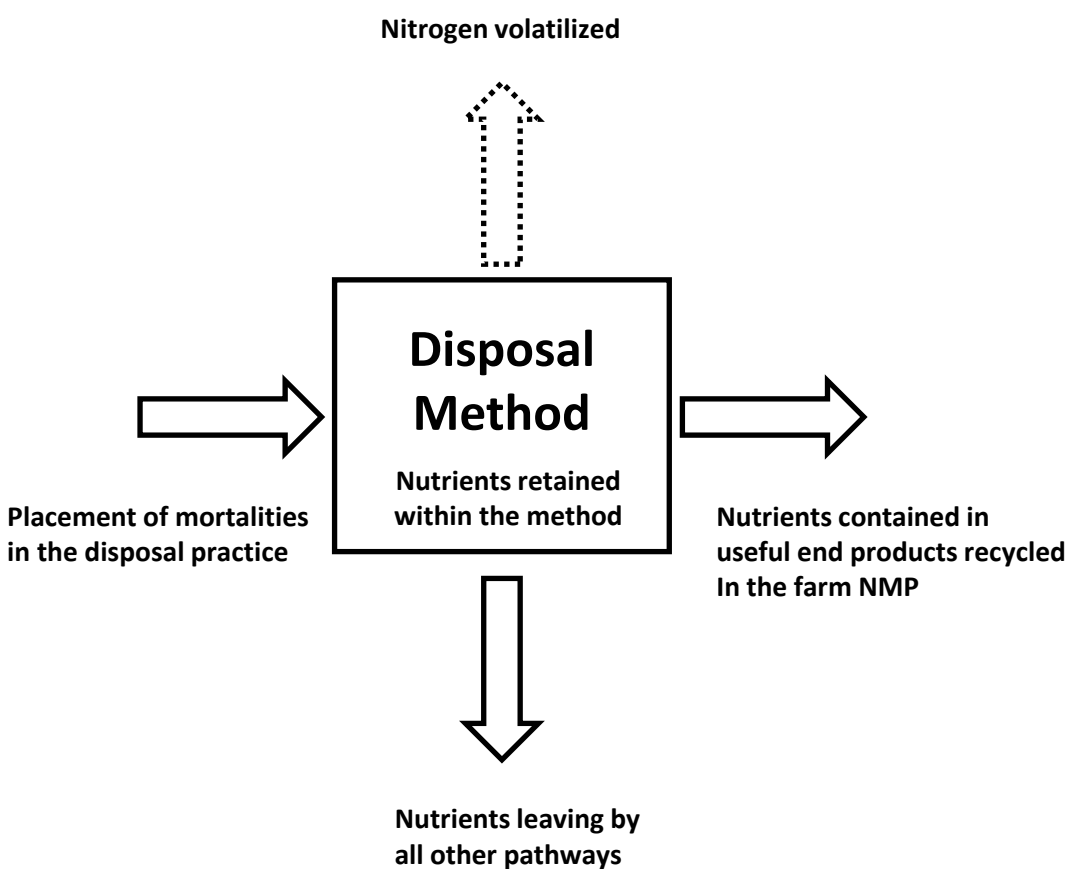 Nitrogen volatilized
Disposal
Method
Nutrients retained
within the method
Placement of mortalities
in the disposal practice
Nutrients contained in
useful end products recycled
In the farm NMP
Nutrients leaving by
all other pathways